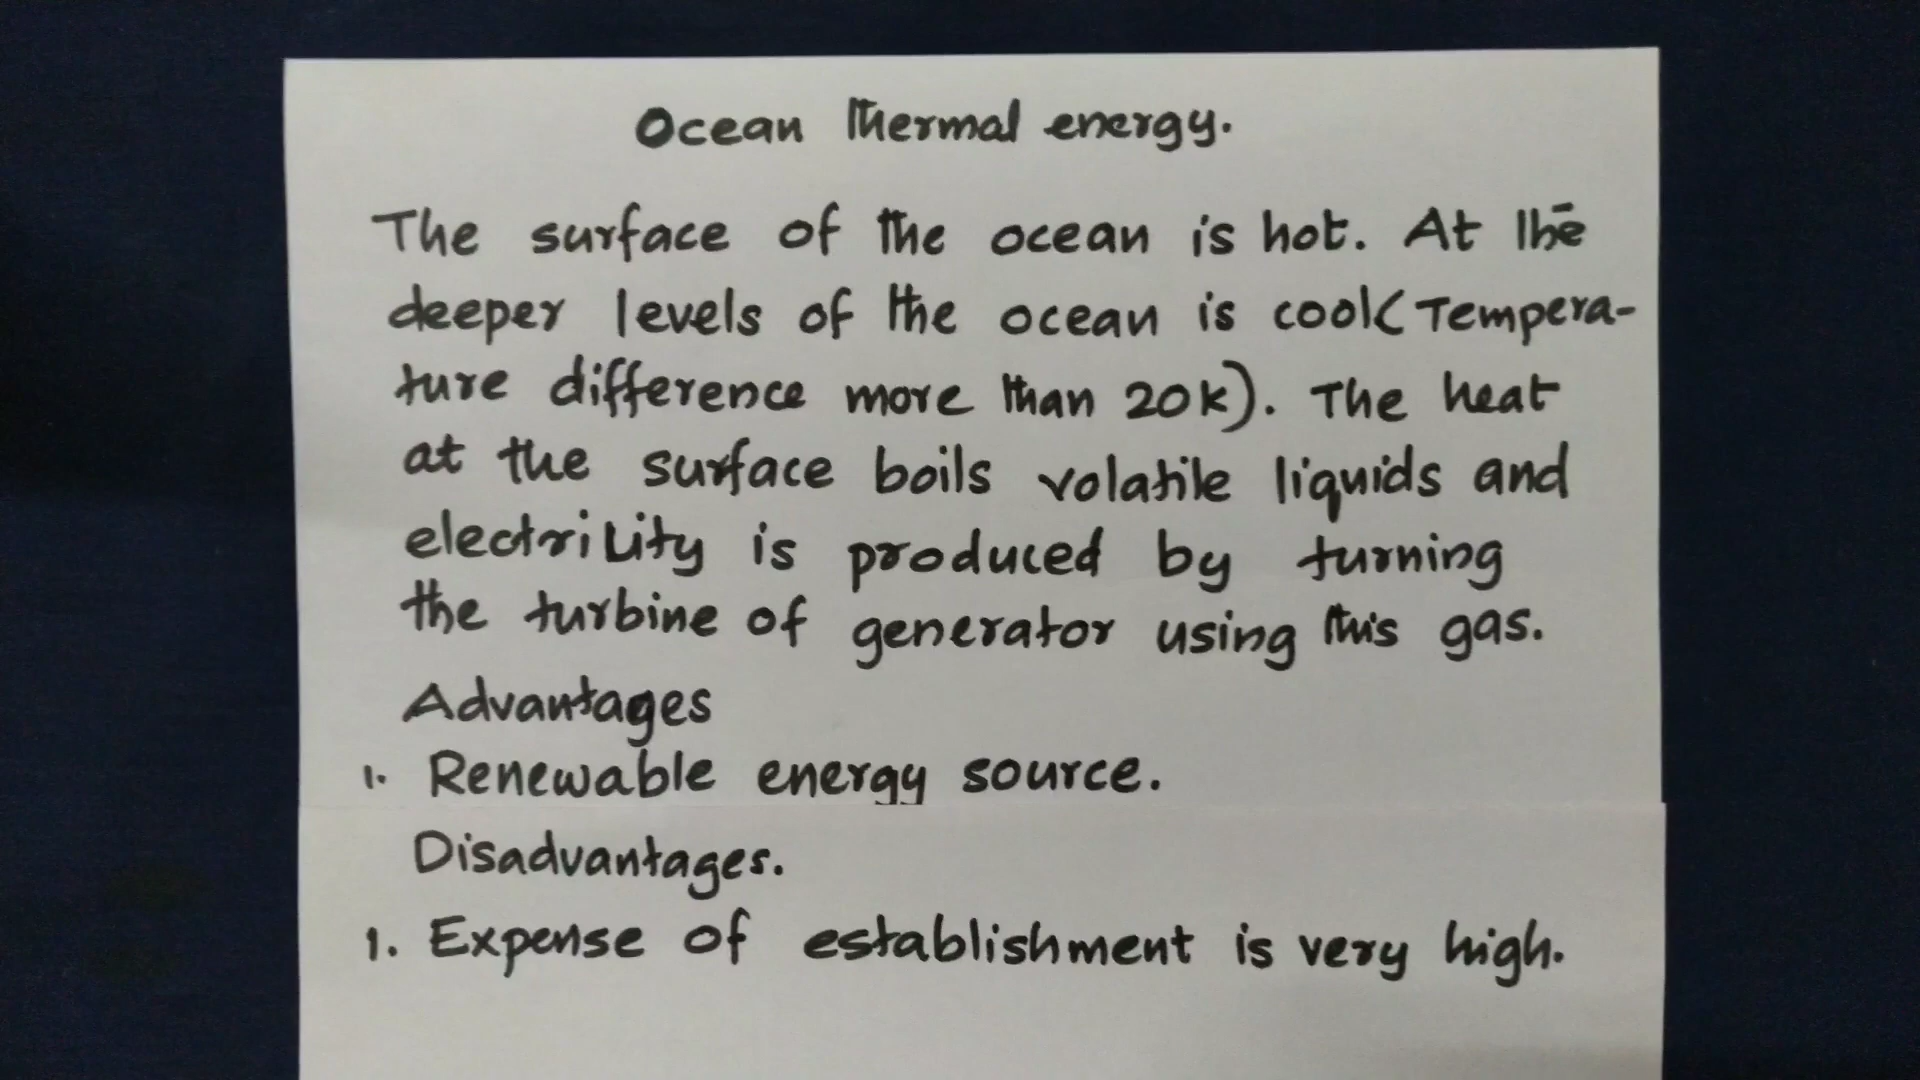 Ocean thermal energy.
The surface of the ocean is hot. At the
deeper levels of the ocean is cool (Tempera-
ture difference more than 20K). The heat
at the surface boils volatile liquids and
electricity is produced by turning
the turbine of generator using this gas.
Advantages
1. Renewable energy source.
Disadvantages.
1. Expense of establishment is very high.